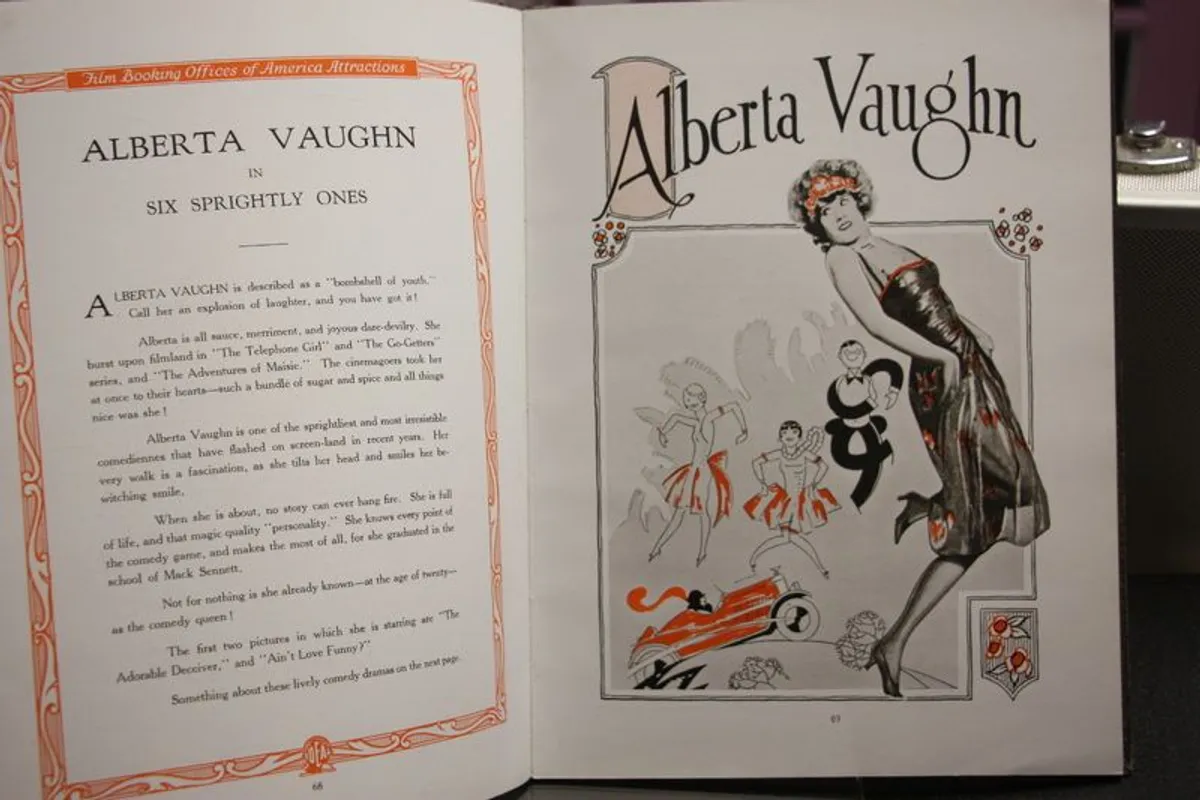 Film Booking Offices of America Attractions
ALBERTA VAUGHN
IN
SIX SPRIGHTLY ONES
ALBERTA VAUGHN is described as a "bombshell of youth."
Call her an explosion of laughter, and you have got it!
Alberta is all sauce, merriment, and joyous dare-devilry. She
burst upon filmland in "The Telephone Girl" and "The Go-Getters"
series, and "The Adventures of Maisie." The cinemagoers took her
at once to their hearts—such a bundle of sugar and spice and all things
nice was she!
Alberta Vaughn is one of the sprightliest and most irresistible
comediennes that have flashed on screen-land in recent years. Her
very walk is a fascination, as she tilts her head and smiles her be-
witching smile.
When she is about, no story can ever hang fire. She is full
of life, and that magic quality "personality." She knows every point of
the comedy game, and makes the most of all, for she graduated in the
school of Mack Sennett.
Not for nothing is she already known—at the age of twenty—
as the comedy queen!
The first two pictures in which she is starring are "The
Adorable Deceiver," and "Ain't Love Funny?"
Something about these lively comedy dramas on the next page.
68
Alberta Vaughn
69